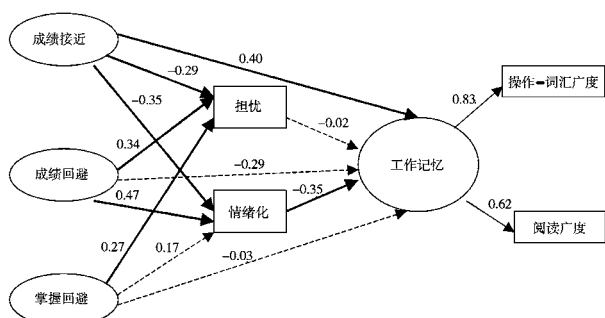 成绩接近
0.40
-0.29
-0.35
担忧
0.83
操作-词汇广度
0.34
-0.02
成绩回避
-0.29
工作记忆
0.47
-0.35
0.62
情绪化
阅读广度
0.27
0.17
-0.03
掌握回避